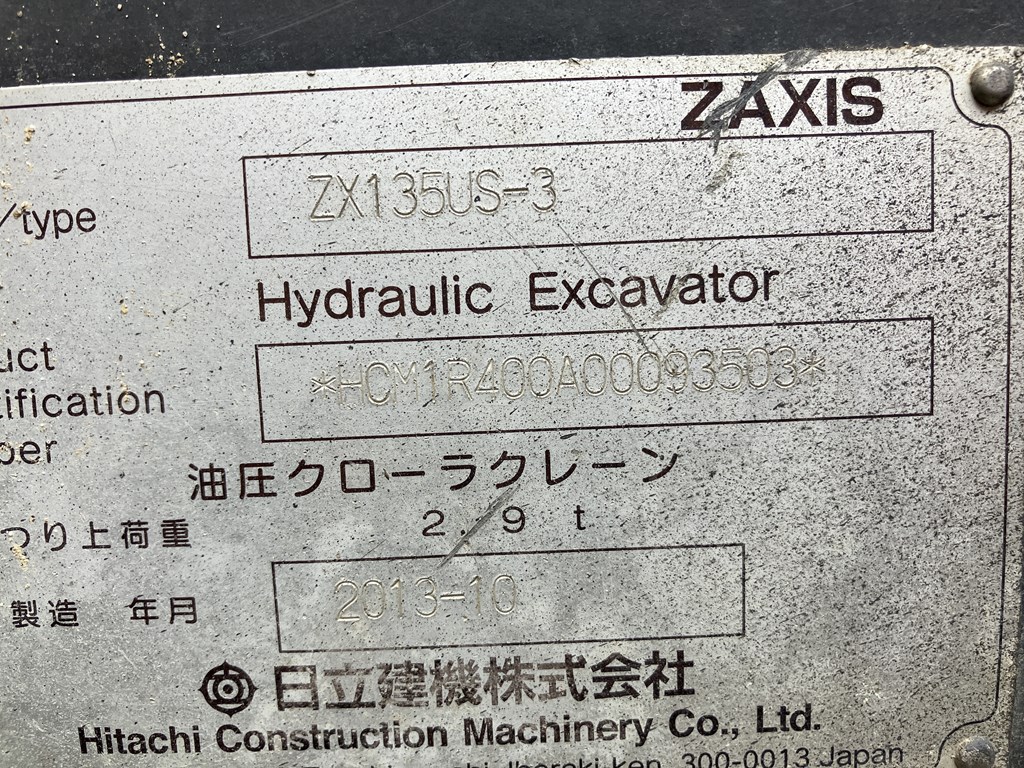 ZAXIS
/type ZX135US-3
Hydraulic Excavator
uct
ification *HCM1R400A00093503*
ber
油圧クローラクレーン
つり上荷重 2.9 t
製造 年月 2013-10
日立建機株式会社
Hitachi Construction Machinery Co., Ltd.
Ibaraki-ken, 300-0013 Japan